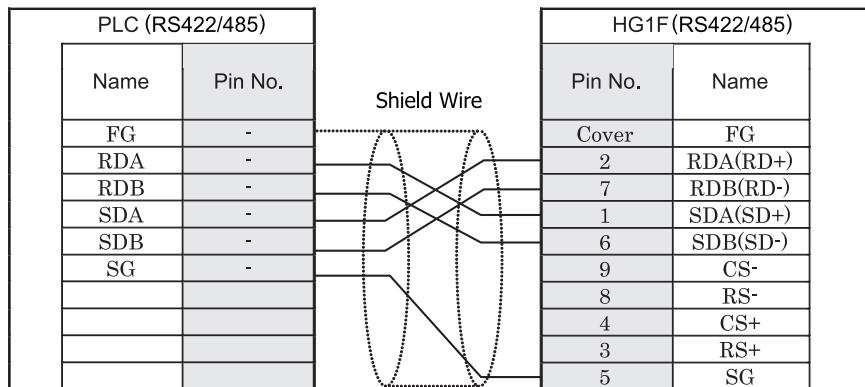 PLC (RS422/485) HG1F(RS422/485)
Name Pin No. Shield Wire Pin No. Name
FG - Cover FG
RDA - 2 RDA(RD+)
RDB - 7 RDB(RD-)
SDA - 1 SDA(SD+)
SDB - 6 SDB(SD-)
SG - 9 CS-
8 RS-
4 CS+
3 RS+
5 SG